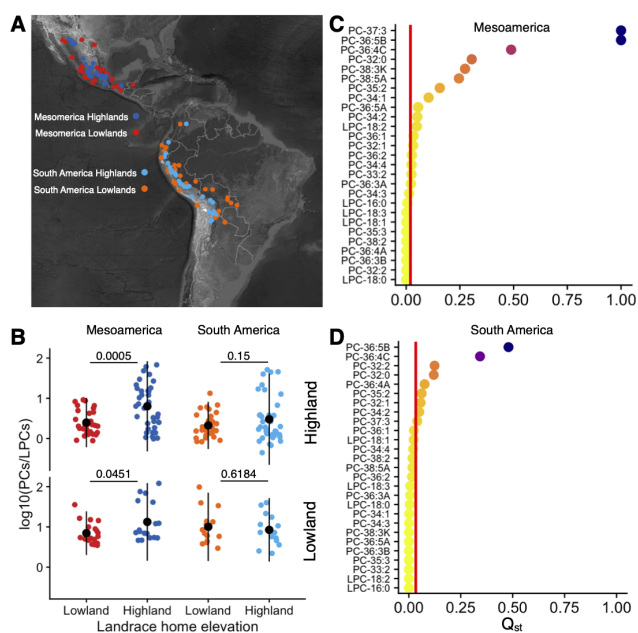 A
Mesomerica Highlands
Mesomerica Lowlands
South America Highlands
South America Lowlands
B
Mesoamerica South America
0.0005 0.15
2
1
0
Highland
0.0451 0.6184
2
1
0
Lowland
log10(PCs/LPCs)
Lowland Highland Lowland Highland
Landrace home elevation
C
Mesoamerica
PC-37:3
PC-36:5B
PC-36:4C
PC-32:0
PC-38:3K
PC-38:5A
PC-35:2
PC-34:1
PC-36:5A
PC-34:2
LPC-18:2
PC-36:1
PC-32:1
PC-36:2
PC-34:4
PC-33:2
PC-36:3A
PC-34:3
LPC-16:0
LPC-18:3
LPC-18:1
PC-35:3
PC-38:2
PC-36:4A
PC-36:3B
PC-32:2
LPC-18:0
0.00 0.25 0.50 0.75 1.00
D
South America
PC-36:5B
PC-36:4C
PC-32:2
PC-32:0
PC-36:4A
PC-35:2
PC-32:1
PC-34:2
PC-37:3
PC-36:1
LPC-18:1
PC-34:4
PC-38:2
PC-38:5A
PC-36:2
LPC-18:3
PC-36:3A
LPC-18:0
PC-34:1
PC-34:3
PC-38:3K
PC-36:5A
PC-36:3B
PC-35:3
PC-33:2
LPC-18:2
LPC-16:0
0.00 0.25 0.50 0.75 1.00
Qst